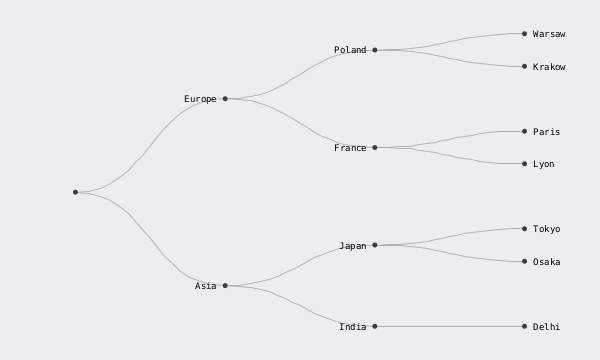 Warsaw
Poland
Krakow
Europe
Paris
France
Lyon
Tokyo
Japan
Osaka
Asia
India
Delhi